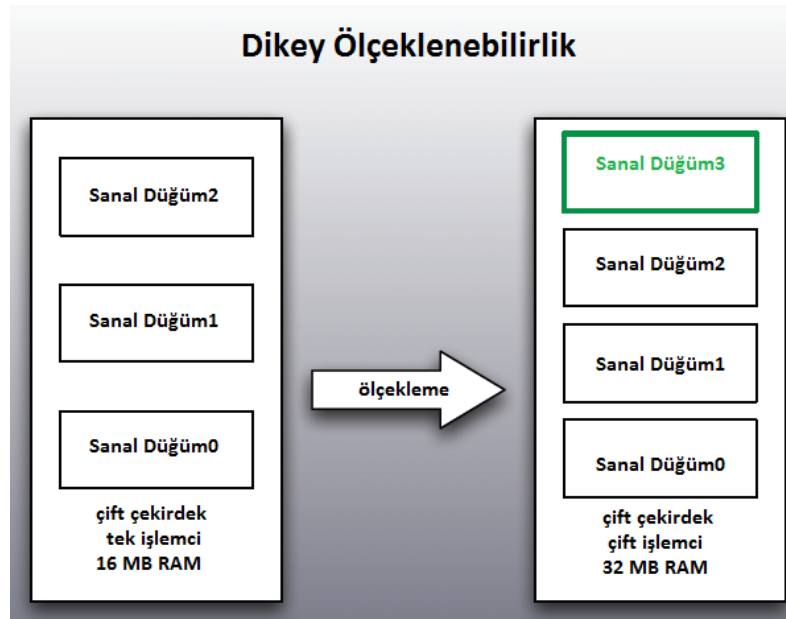 Dikey Ölçeklenebilirlik
Sanal Düğüm2
Sanal Düğüm1
Sanal Düğüm0
çift çekirdek
tek işlemci
16 MB RAM
ölçekleme
Sanal Düğüm3
Sanal Düğüm2
Sanal Düğüm1
Sanal Düğüm0
çift çekirdek
çift işlemci
32 MB RAM